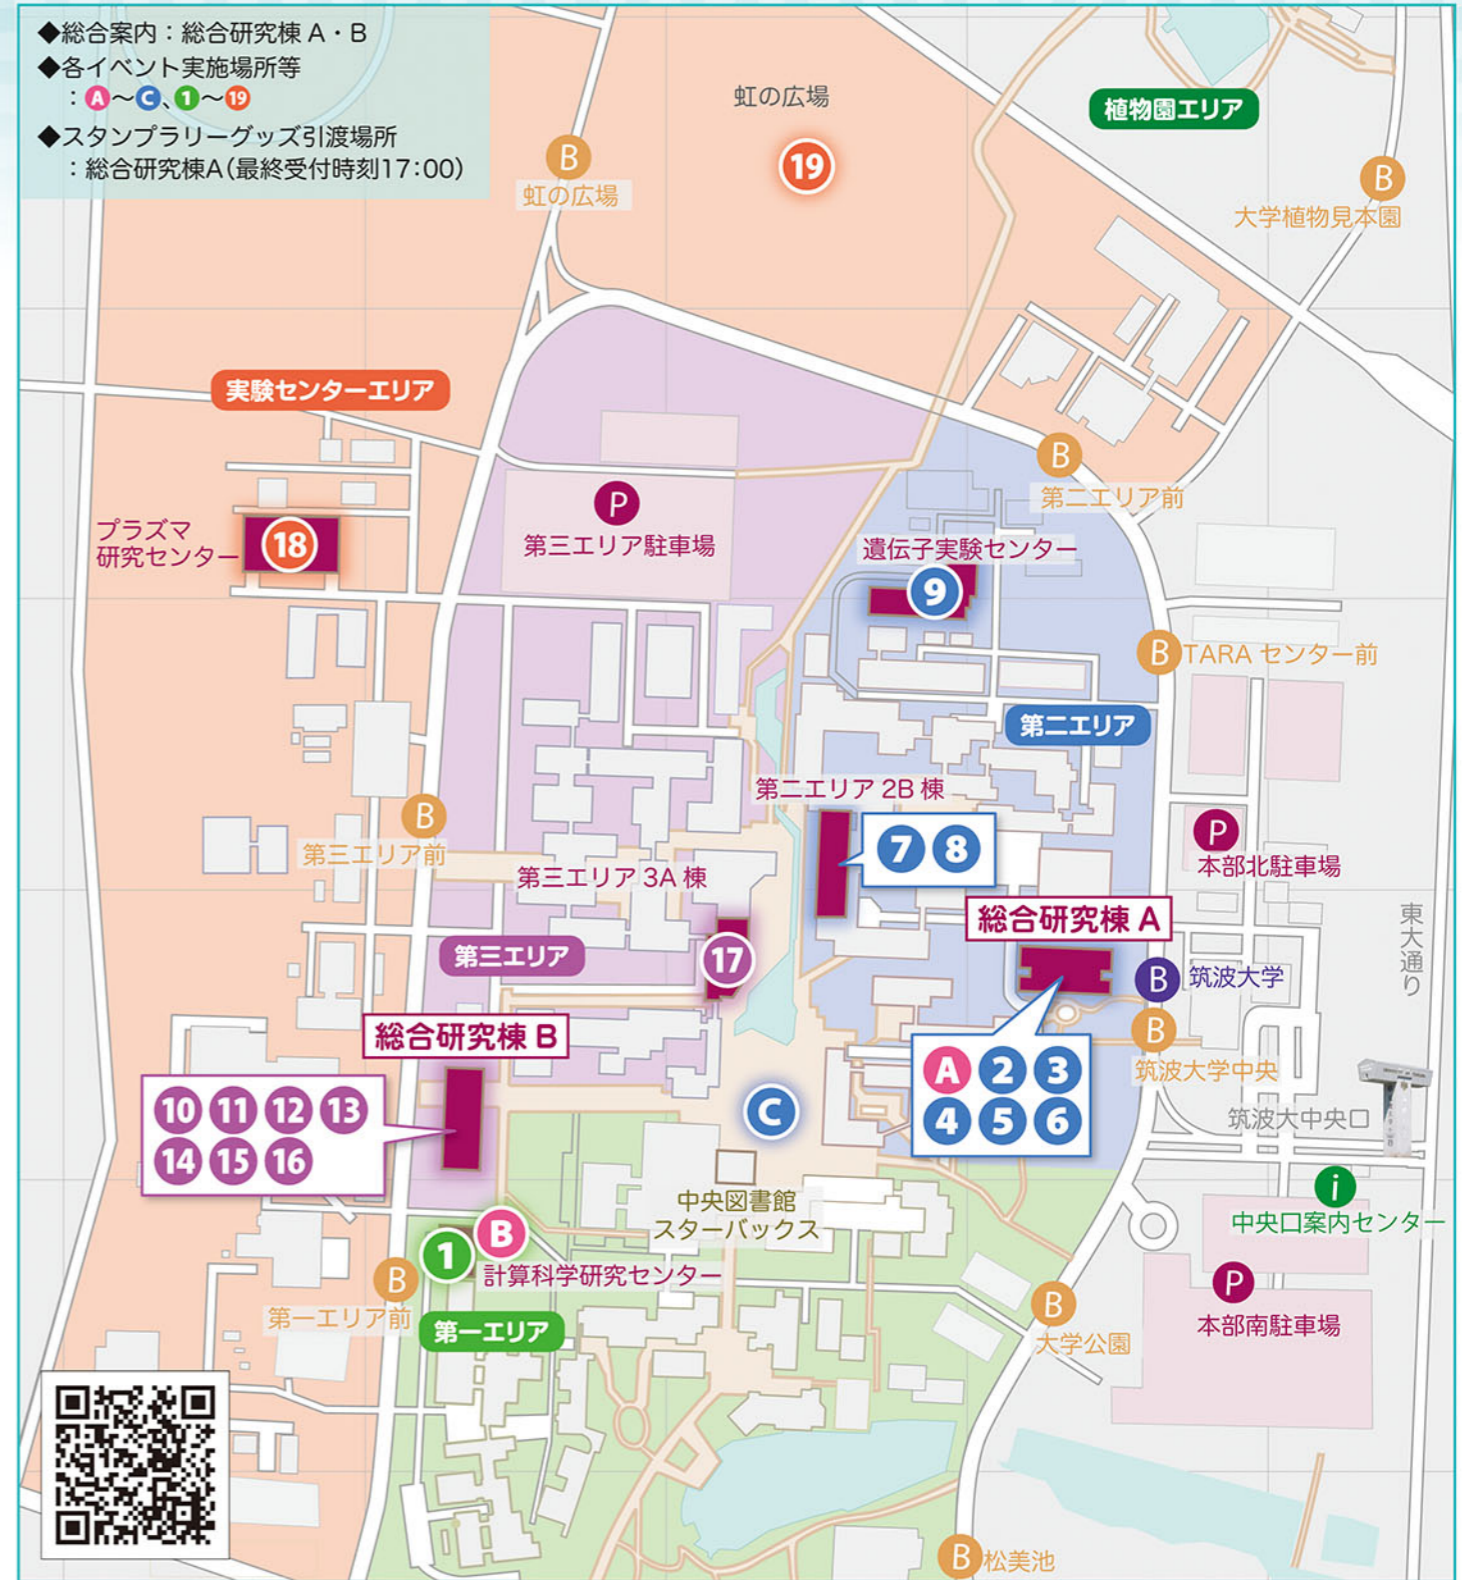 ◆総合案内：総合研究棟 A・B
◆各イベント実施場所等
：A～C、1～19
◆スタンプラリーグッズ引渡場所
：総合研究棟A（最終受付時刻17：00）
虹の広場
19
植物園エリア
B
虹の広場
B
大学植物見本園
実験センターエリア
B
第二エリア前
P
第三エリア駐車場
プラズマ
研究センター
18
遺伝子実験センター
9
B TARA センター前
第二エリア
第二エリア 2B 棟
7 8
B
第三エリア前
P
本部北駐車場
第三エリア 3A 棟
17
総合研究棟 A
東大通り
第三エリア
B 筑波大学
B
筑波大学中央
総合研究棟 B
A 2 3
4 5 6
10 11 12 13
14 15 16
C
筑波大中央口
中央図書館
スターバックス
i
中央口案内センター
1 B
計算科学研究センター
B
第一エリア前
第一エリア
B
大学公園
P
本部南駐車場
B 松美池